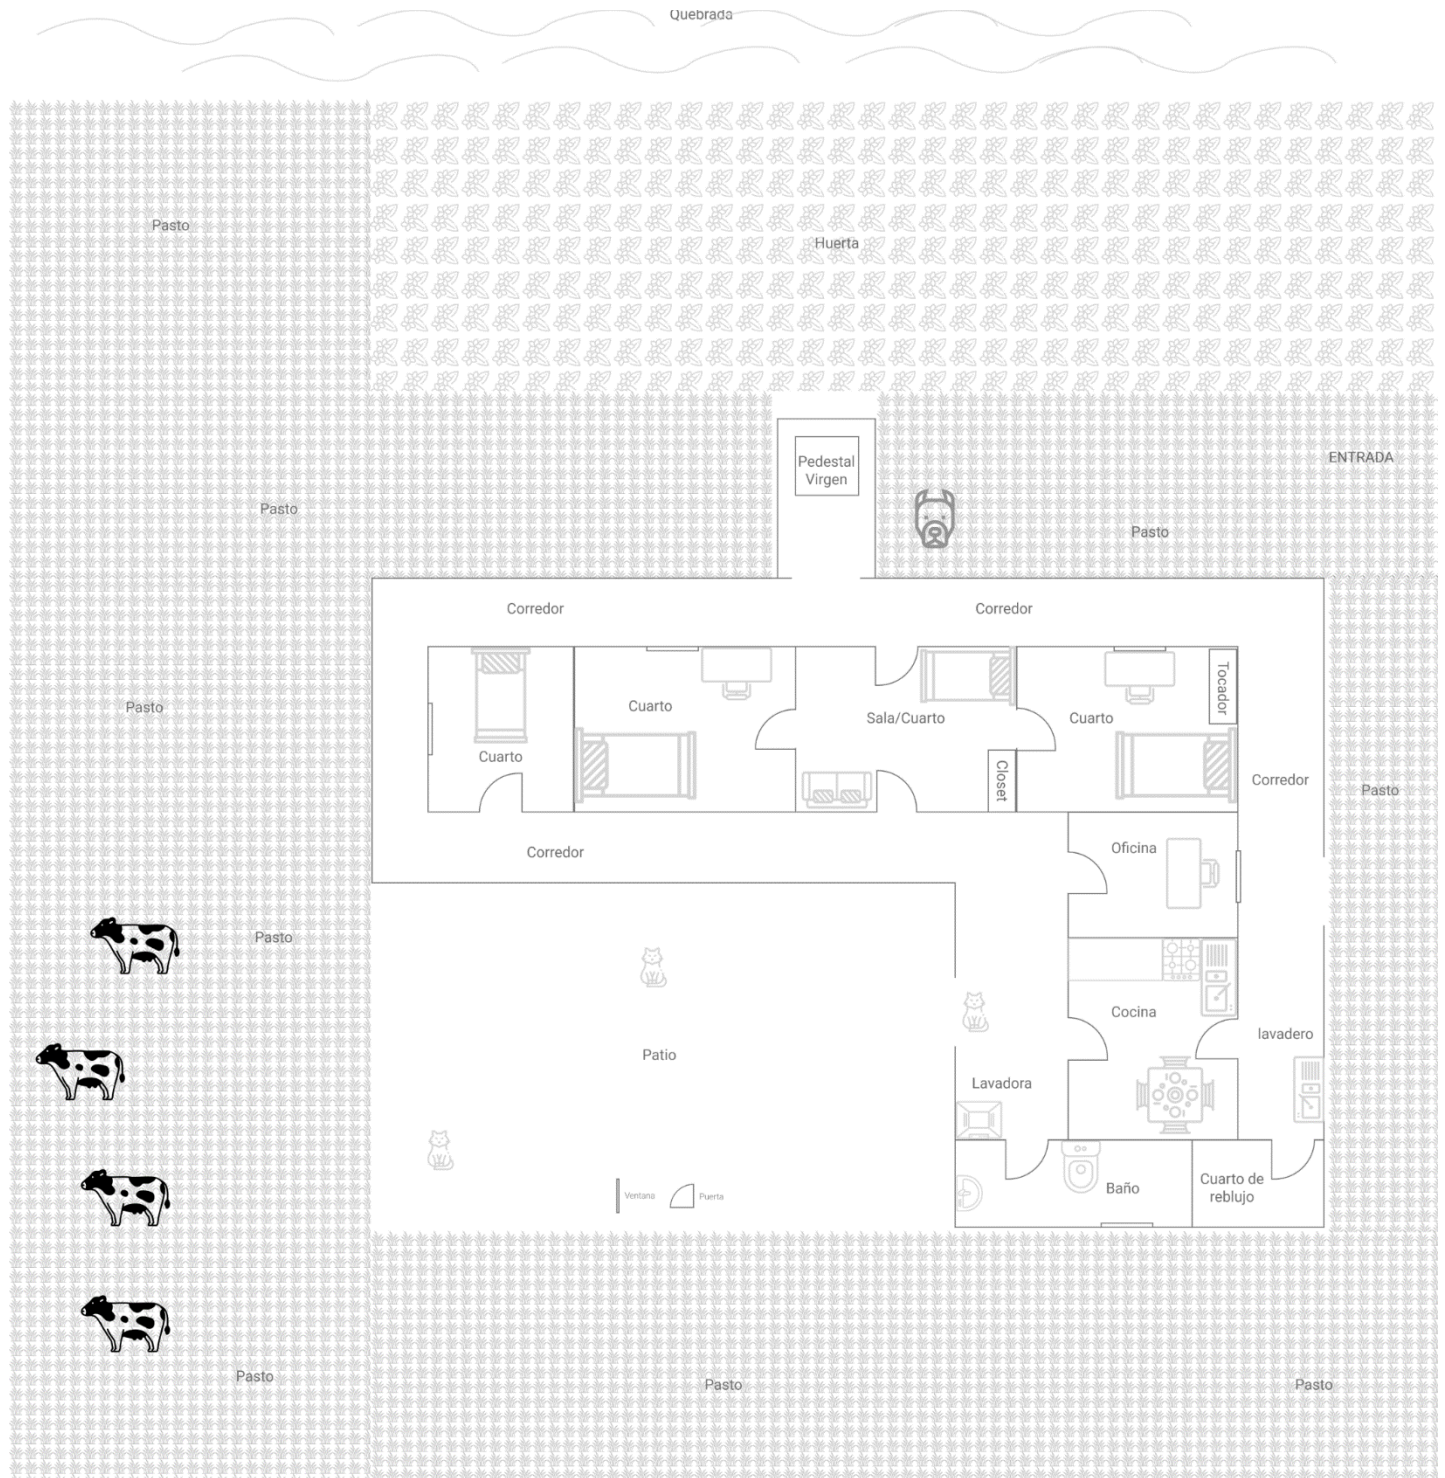 Quebrada
Pasto
Huerta
ENTRADA
Pedestal
Virgen
Pasto
Pasto
Corredor
Corredor
Tocador
Cuarto
Pasto
Sala/Cuarto
Cuarto
Cuarto
Closet
Corredor
Pasto
Oficina
Corredor
Pasto
Cocina
lavadero
Patio
Lavadora
Cuarto de
reblujo
Baño
Ventana
Puerta
Pasto
Pasto
Pasto